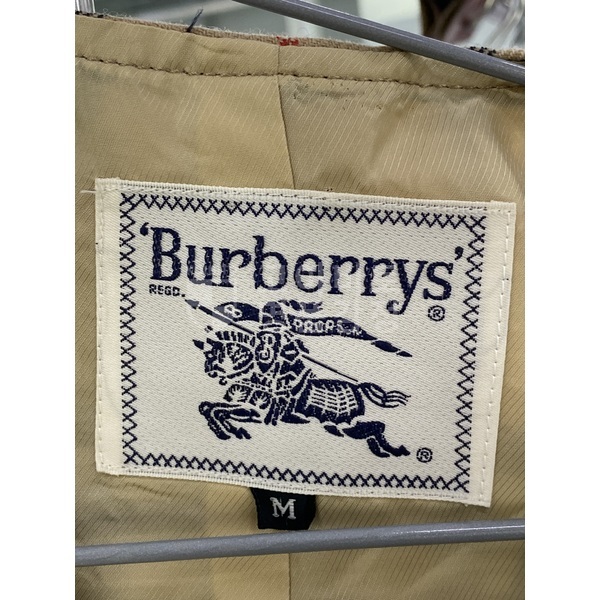 'Burberrys'
REGD. ®
PRORSUM
®
M